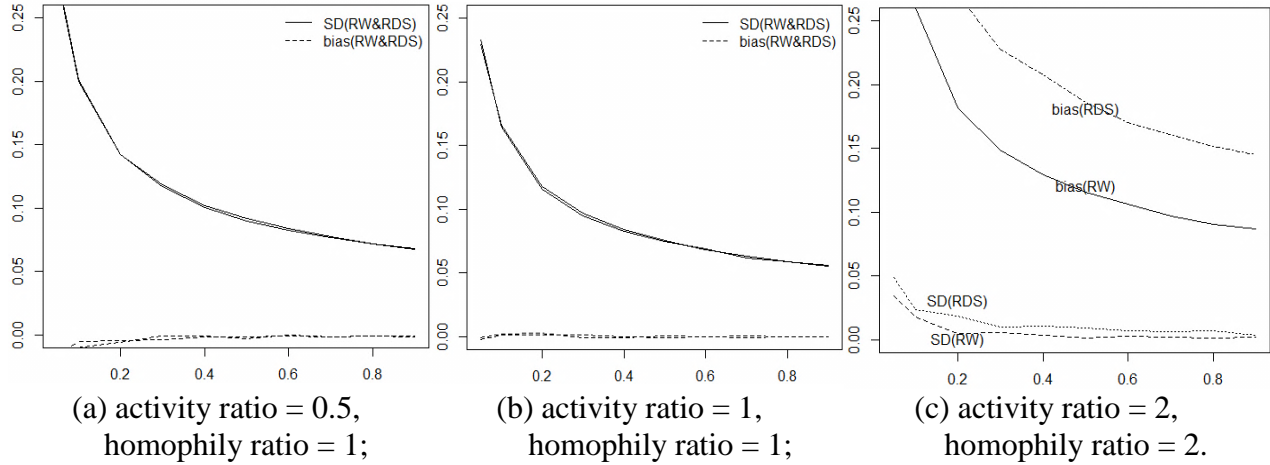 SD(RW&RDS)
bias(RW&RDS)
0.25
0.20
0.15
0.10
0.05
0.00
0.2 0.4 0.6 0.8
(a) activity ratio = 0.5,
homophily ratio = 1;
SD(RW&RDS)
bias(RW&RDS)
0.25
0.20
0.15
0.10
0.05
0.00
0.2 0.4 0.6 0.8
(b) activity ratio = 1,
homophily ratio = 1;
0.25
0.20
0.15
0.10
0.05
0.00
bias(RDS)
bias(RW)
SD(RDS)
SD(RW)
0.2 0.4 0.6 0.8
(c) activity ratio = 2,
homophily ratio = 2.